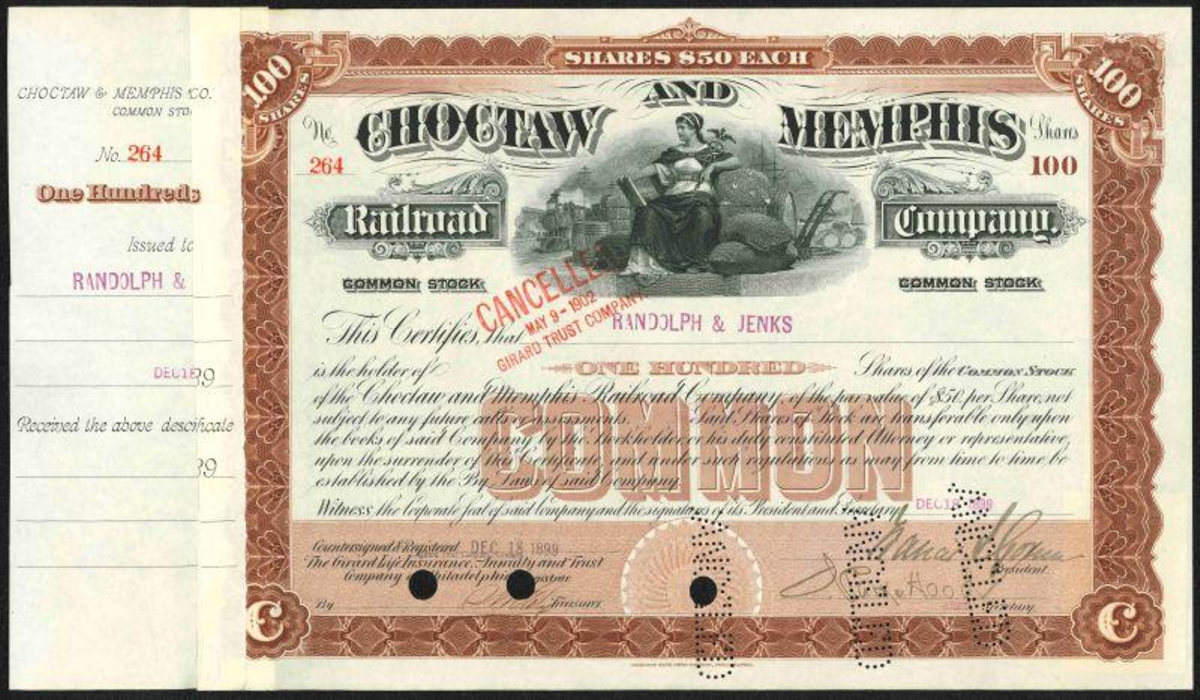 CHOCTAW & MEMPHIS CO.
COMMON STO
No. 264
One Hundreds
Issued to
RANDOLPH &
DEC 18 99
Received the above descificate
99
SHARES $50 EACH
100 SHARES
100 SHARES
AND
No. CHOCTAW MEMPHIS Shares
264 100
Railroad Company.
COMMON STOCK COMMON STOCK
CANCELLED
MAY 9 - 1902
GIRARD TRUST COMPANY.
This Certifies, that RANDOLPH & JENKS
is the holder of ONE HUNDRED Shares of the COMMON STOCK
of the Choctaw and Memphis Railroad Company, of the par value of $50, per Share, not
subject to any future calls or assessments. Said Shares of Stock are transferable only upon
the books of said Company by the Stockholder, or his duly constituted Attorney or representative,
upon the surrender of this Certificate, and under such regulations as may from time to time be
established by the By Laws of said Company.
COMMON
Witness the Corporate Seal of said Company and the signatures of its President and Secretary DEC 18 1899
Countersigned & Registered DEC 18 1899
The Girard Life Insurance, Annuity and Trust
Company of Philadelphia, Registrar
President.
By Treasurer
Secretary.
C C